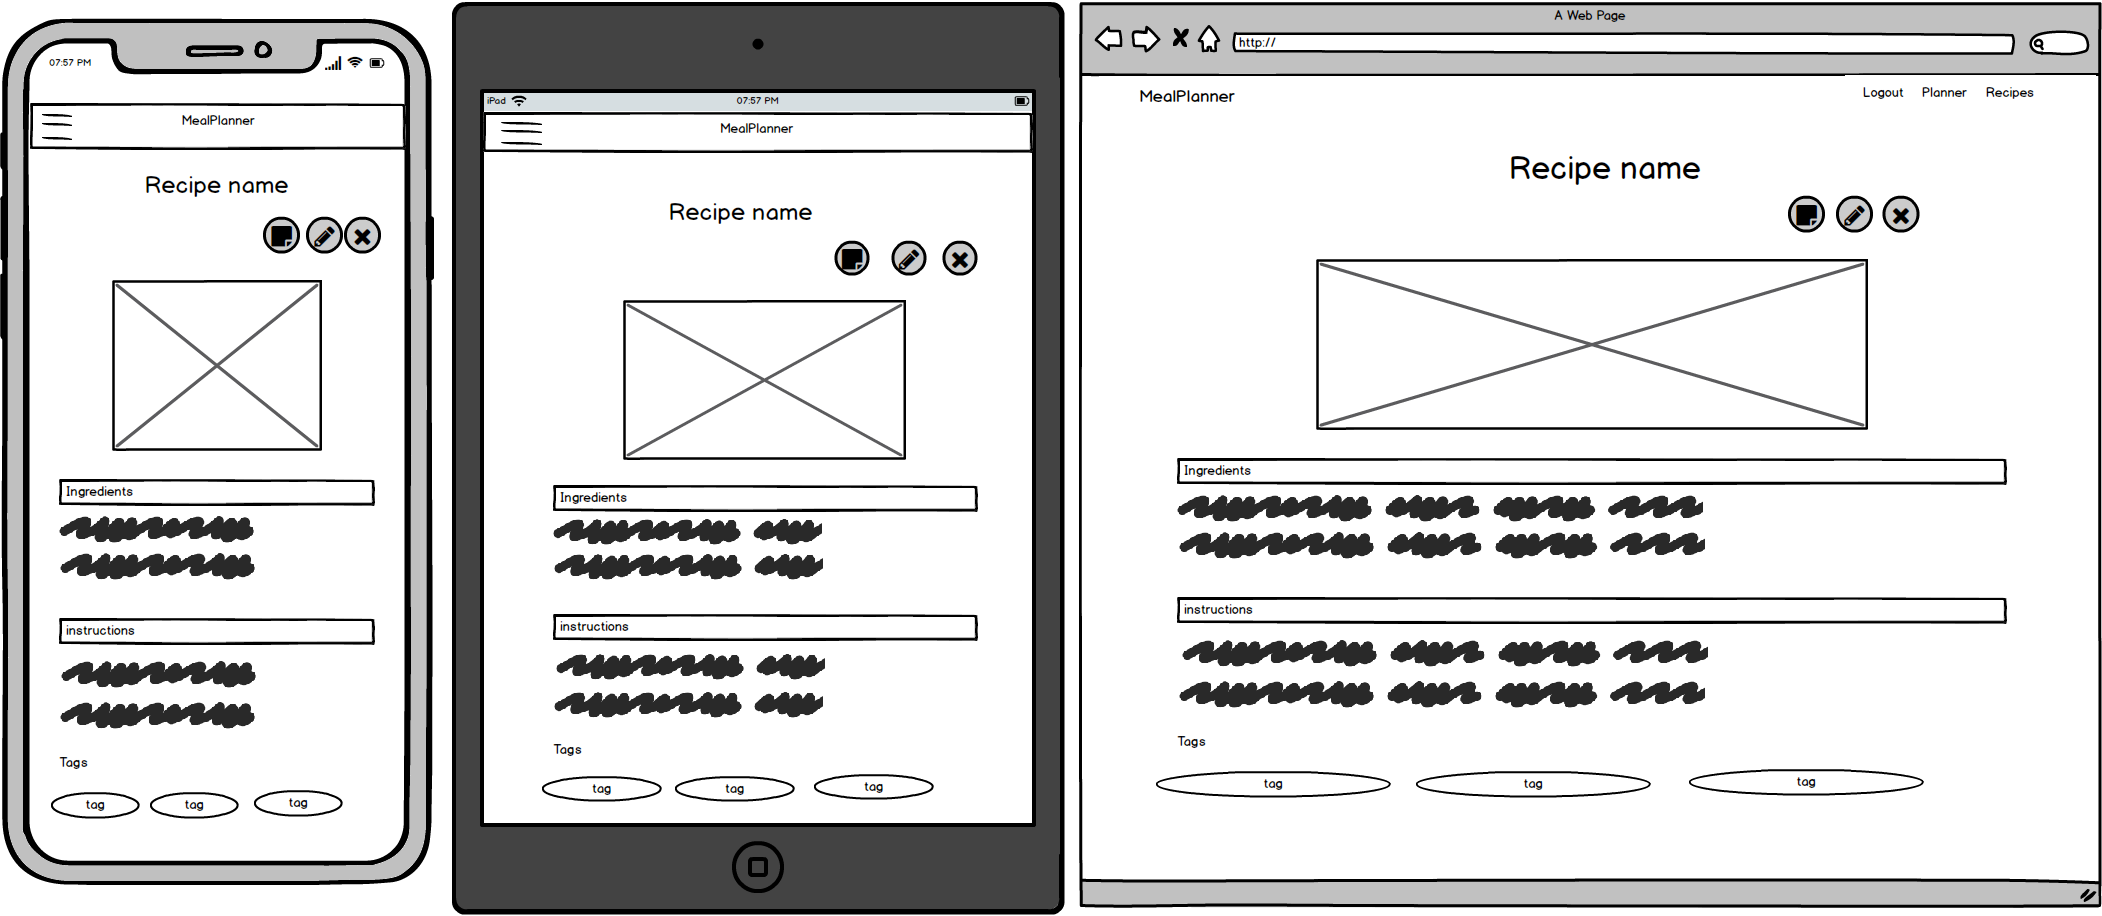 07:57 PM
MealPlanner
Recipe name
Ingredients
instructions
Tags
tag tag tag
iPad 07:57 PM
MealPlanner
Recipe name
Ingredients
instructions
Tags
tag tag tag
A Web Page
http://
MealPlanner Logout Planner Recipes
Recipe name
Ingredients
instructions
Tags
tag tag tag